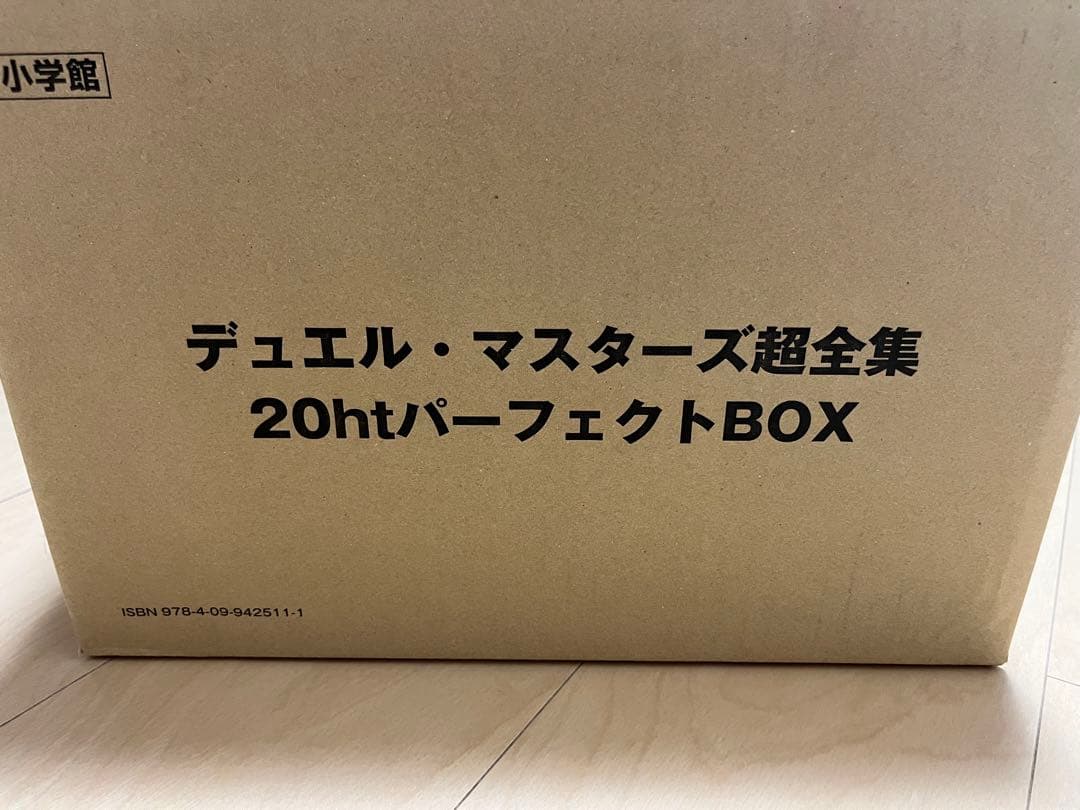 小学館
デュエル・マスターズ超全集
20htパーフェクトBOX
ISBN 978-4-09-942511-1